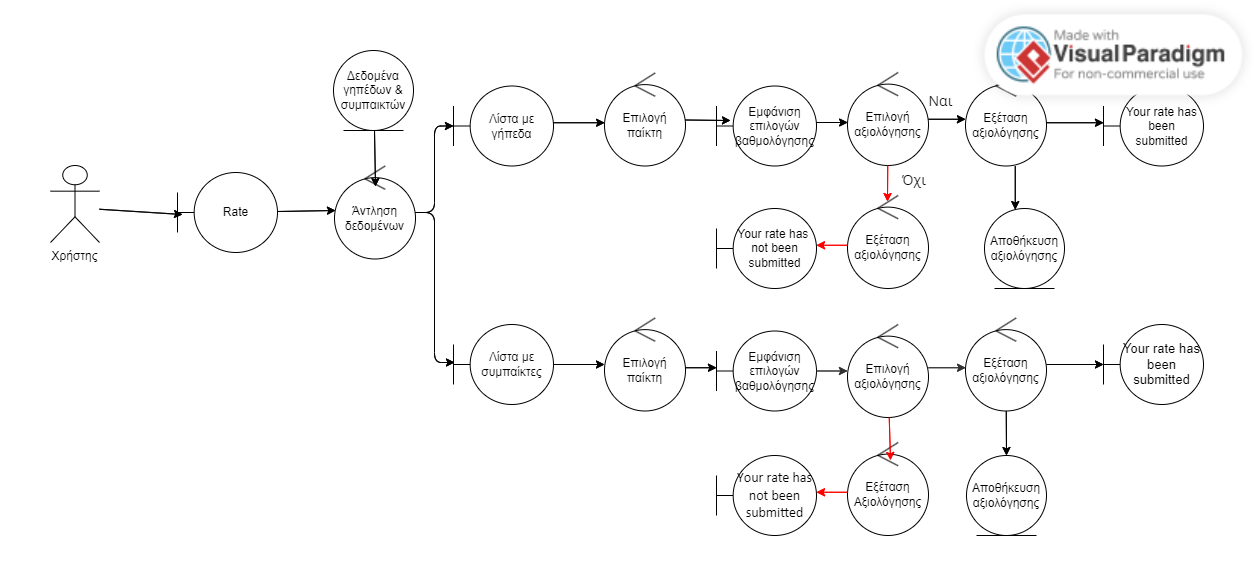 Made with
Visual Paradigm
For non-commercial use
Δεδομένα
γηπέδων &
συμπαικτών
Λίστα με
γήπεδα
Επιλογή
παίκτη
Εμφάνιση
επιλογών
βαθμολόγησης
Επιλογή
αξιολόγησης
Ναι
Εξέταση
αξιολόγησης
Your rate has
been
submitted
Όχι
Χρήστης
Rate
Άντληση
δεδομένων
Your rate has
not been
submitted
Εξέταση
αξιολόγησης
Αποθήκευση
αξιολόγησης
Λίστα με
συμπαίκτες
Επιλογή
παίκτη
Εμφάνιση
επιλογών
βαθμολόγησης
Επιλογή
αξιολόγησης
Εξέταση
αξιολόγησης
Your rate has
been
submitted
Your rate has
not been
submitted
Εξέταση
Αξιολόγησης
Αποθήκευση
αξιολόγησης